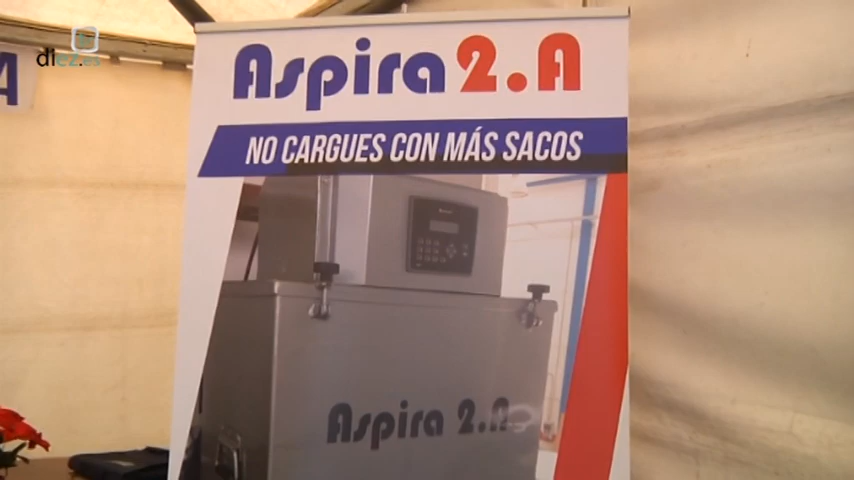 diez.es
A
Aspira 2.A
NO CARGUES CON MÁS SACOS
Aspira 2.A